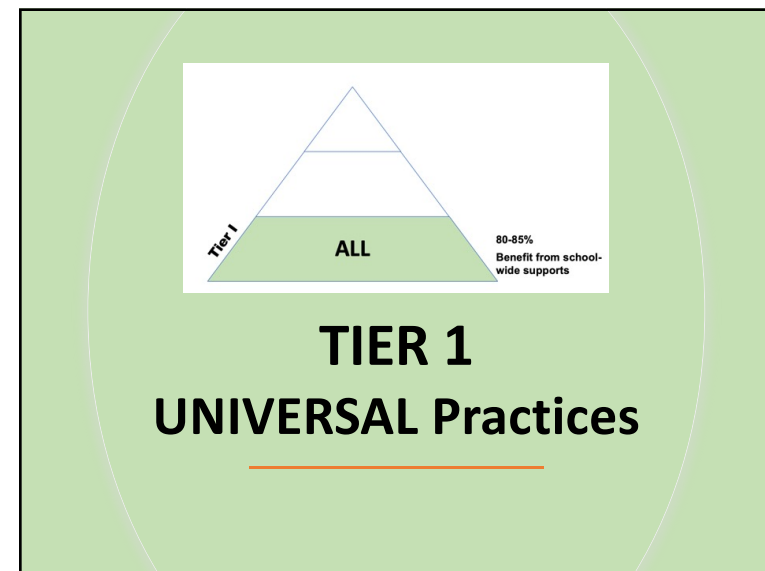 Tier I
ALL
80-85%
Benefit from school-
wide supports
TIER 1
UNIVERSAL Practices